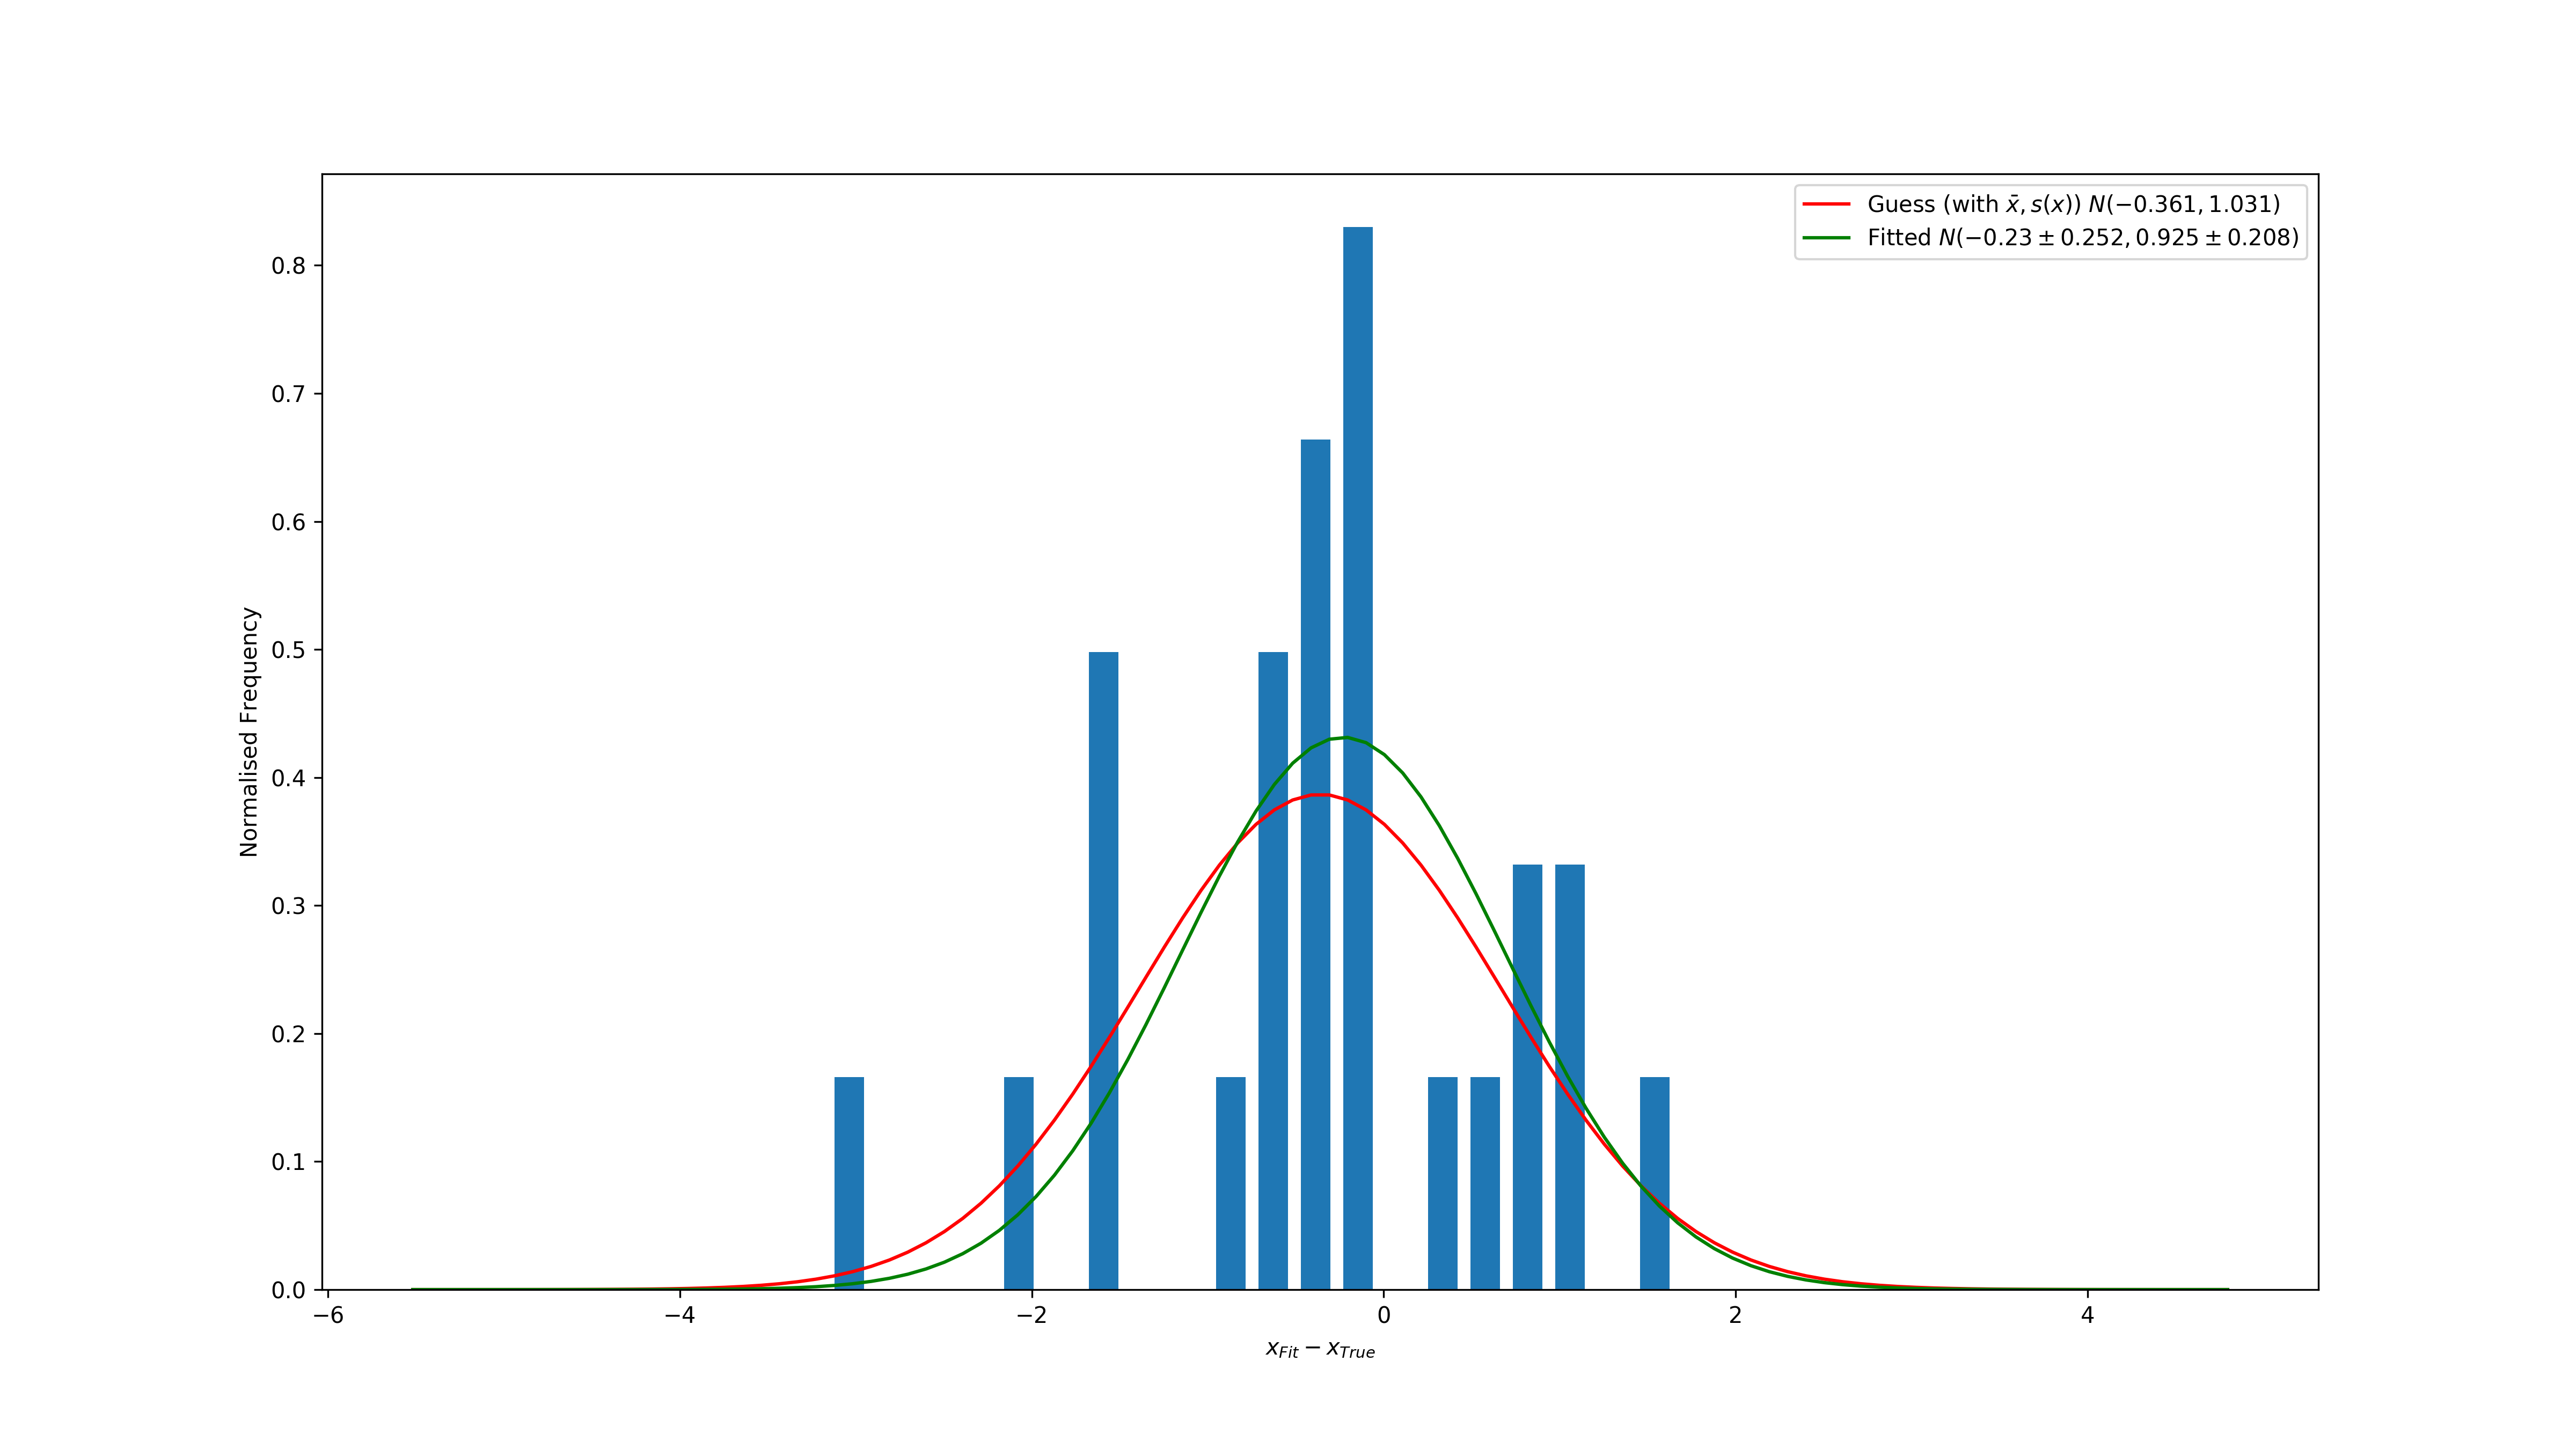 Guess (with x̄, s(x)) N(−0.361, 1.031)
Fitted N(−0.23 ± 0.252, 0.925 ± 0.208)
Normalised Frequency
0.8
0.7
0.6
0.5
0.4
0.3
0.2
0.1
0.0
−6 −4 −2 0 2 4
x_Fit − x_True